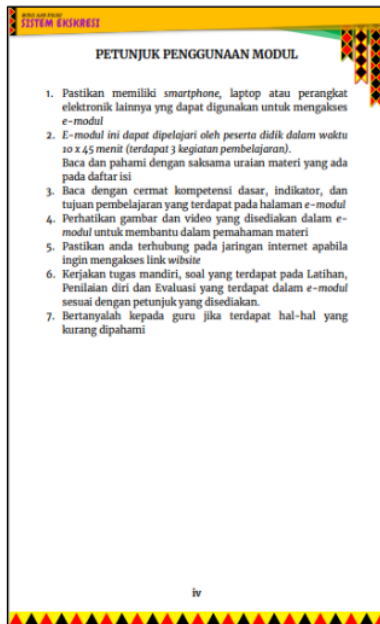 SISTEM EKSKRESI
PETUNJUK PENGGUNAAN MODUL
1. Pastikan memiliki smartphone, laptop atau perangkat
elektronik lainnya yng dapat digunakan untuk mengakses
e-modul
2. E-modul ini dapat dipelajari oleh peserta didik dalam waktu
10 x 45 menit (terdapat 3 kegiatan pembelajaran).
Baca dan pahami dengan saksama uraian materi yang ada
pada daftar isi
3. Baca dengan cermat kompetensi dasar, indikator, dan
tujuan pembelajaran yang terdapat pada halaman e-modul
4. Perhatikan gambar dan video yang disediakan dalam e-
modul untuk membantu dalam pemahaman materi
5. Pastikan anda terhubung pada jaringan internet apabila
ingin mengakses link wibsite
6. Kerjakan tugas mandiri, soal yang terdapat pada Latihan,
Penilaian diri dan Evaluasi yang terdapat dalam e-modul
sesuai dengan petunjuk yang disediakan.
7. Bertanyalah kepada guru jika terdapat hal-hal yang
kurang dipahami
iv